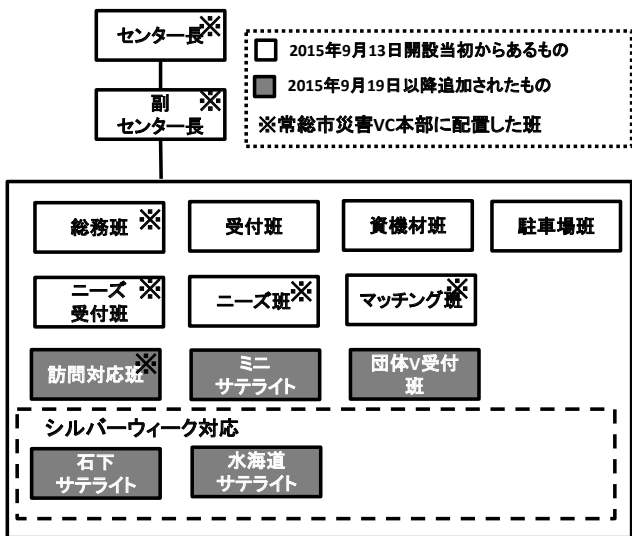 センター長※
副※
センター長
2015年9月13日開設当初からあるもの
2015年9月19日以降追加されたもの
※常総市災害VC本部に配置した班
総務班※
受付班
資機材班
駐車場班
ニーズ※
受付班
ニーズ班※
マッチング班※
訪問対応班※
ミニ
サテライト
団体V受付
班
シルバーウィーク対応
石下
サテライト
水海道
サテライト